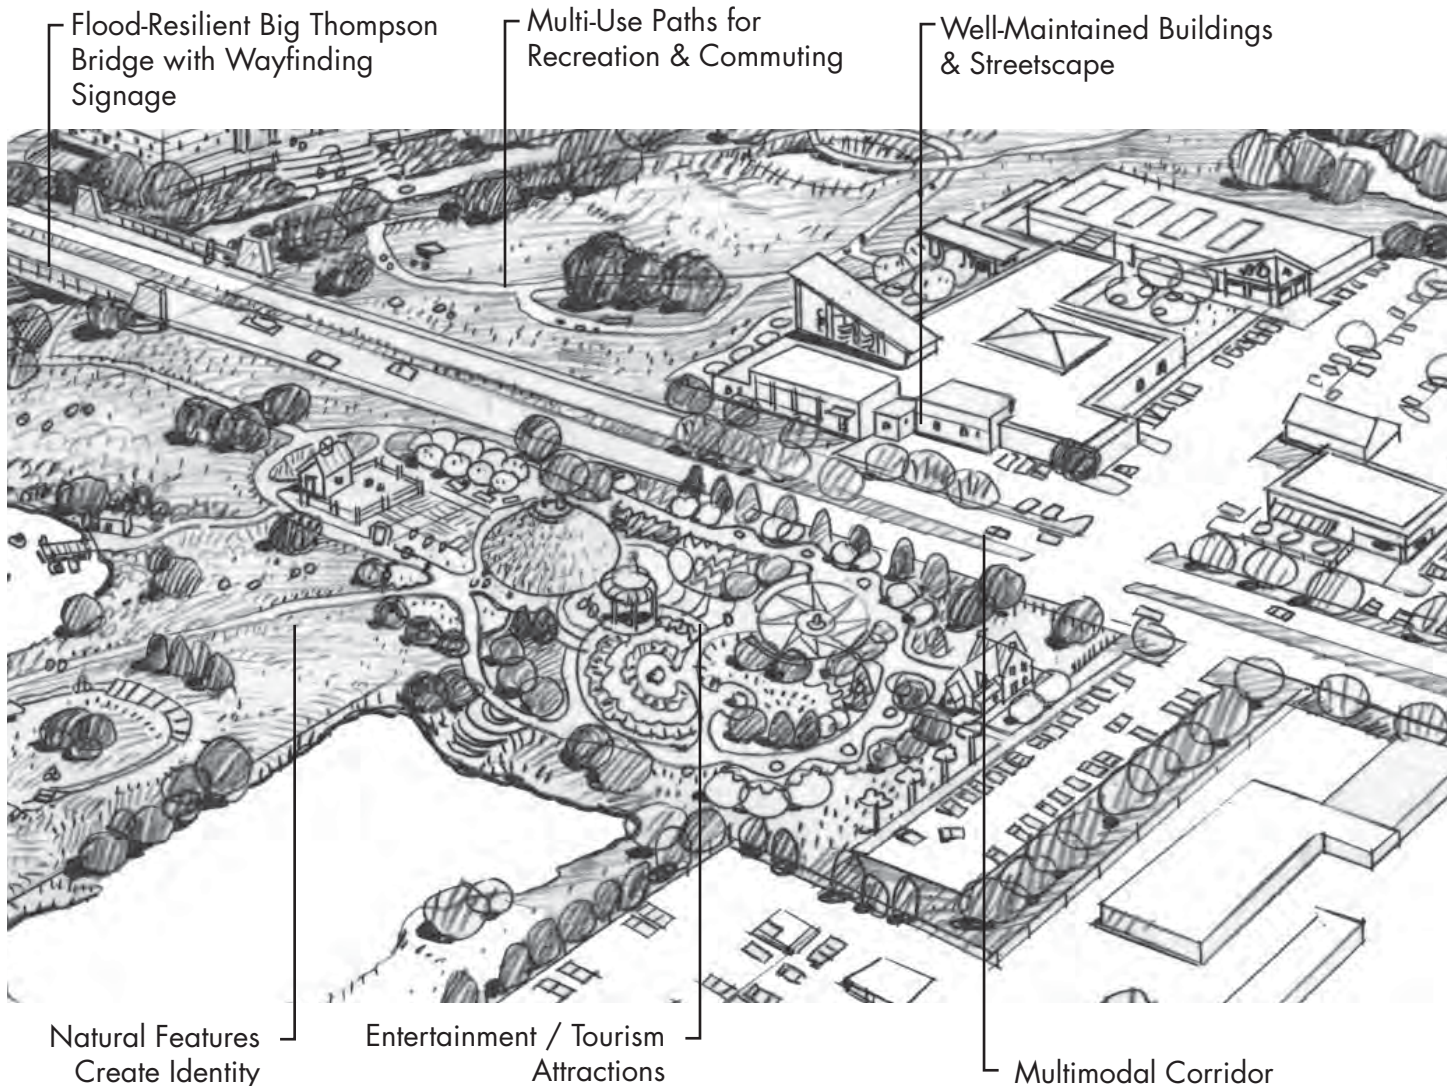 Flood-Resilient Big Thompson
Bridge with Wayfinding
Signage
Multi-Use Paths for
Recreation & Commuting
Well-Maintained Buildings
& Streetscape
Natural Features
Create Identity
Entertainment / Tourism
Attractions
Multimodal Corridor